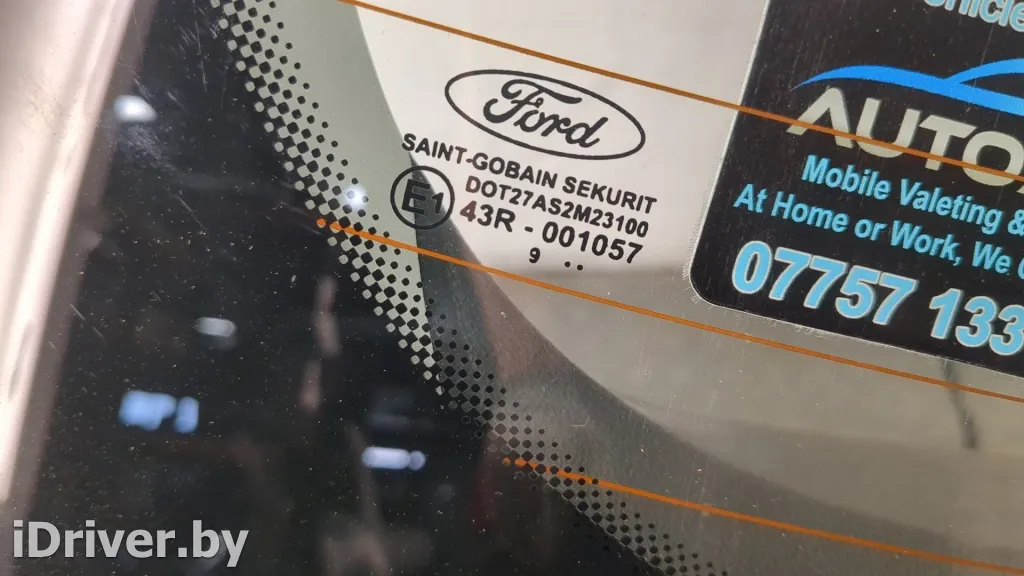 Ford
SAINT-GOBAIN SEKURIT
DOT27AS2M23100
E1
43R - 001057
9 ..
Mobile Valeting &
At Home or Work, We
07757 133
iDriver.by